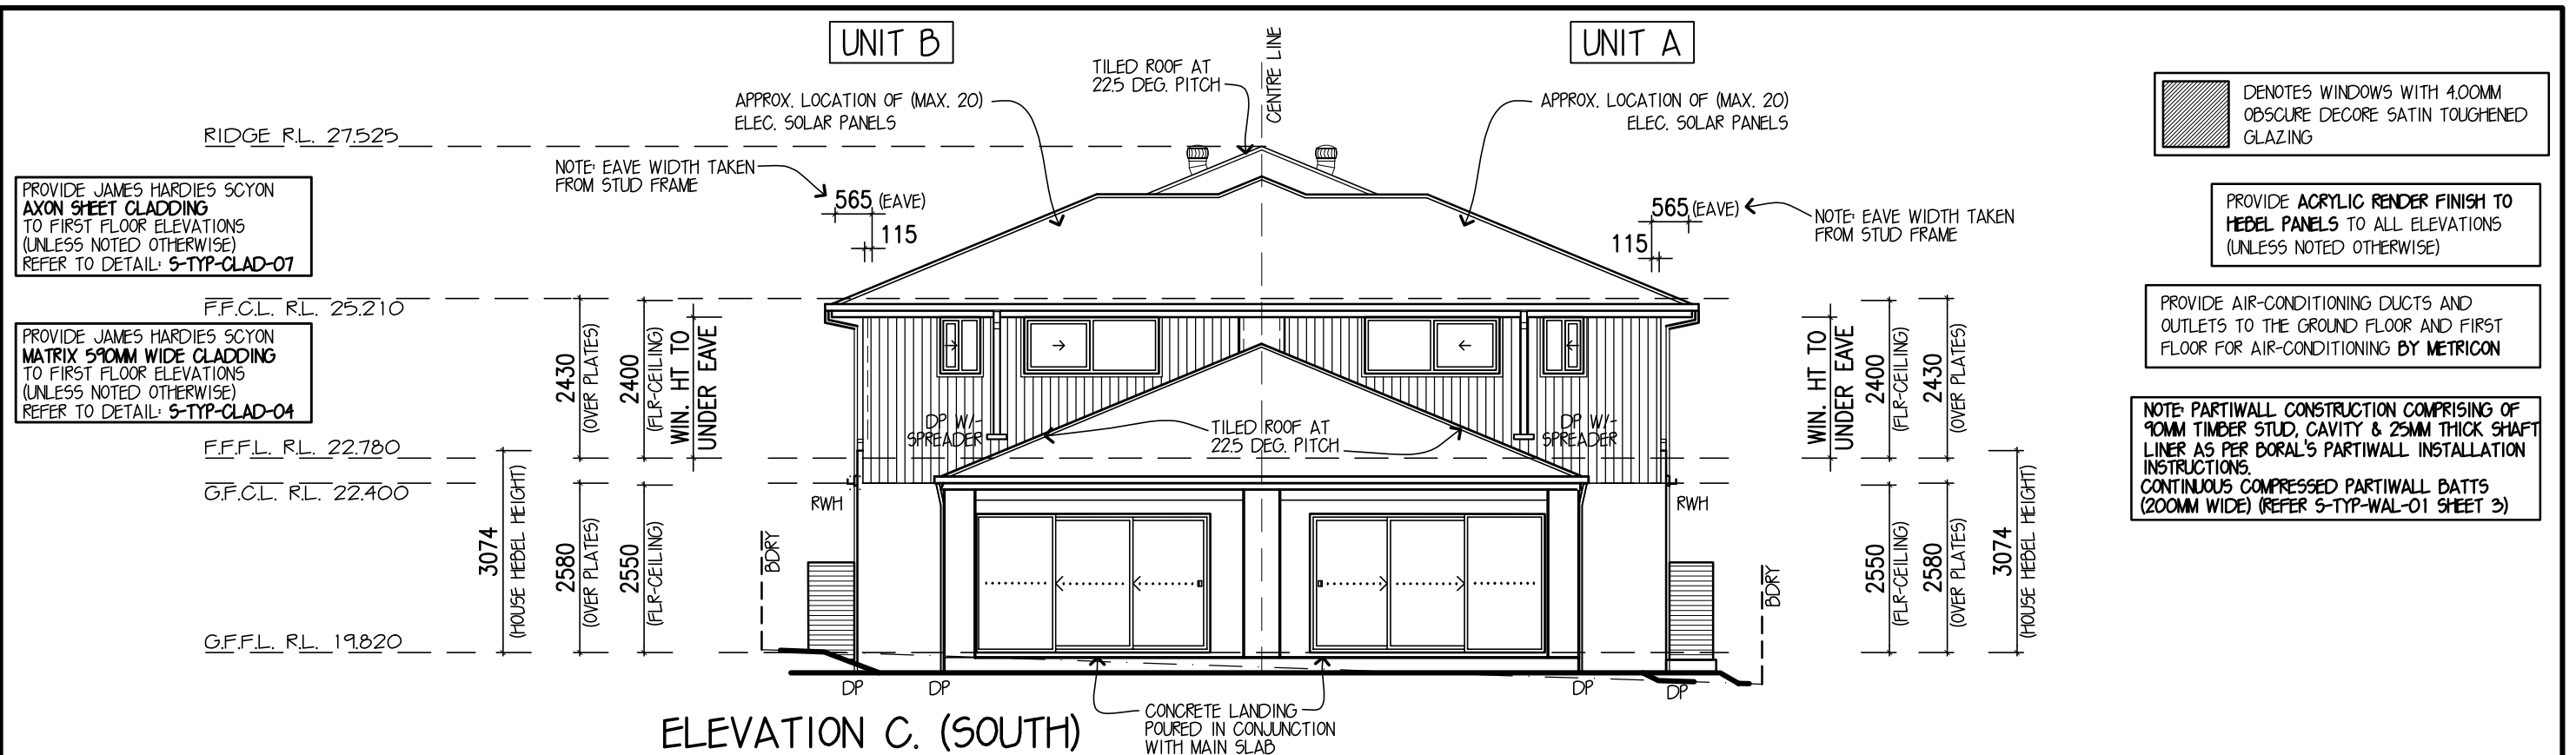 UNIT B
UNIT A
CENTRE LINE
TILED ROOF AT
22.5 DEG. PITCH
APPROX. LOCATION OF (MAX. 20)
ELEC. SOLAR PANELS
APPROX. LOCATION OF (MAX. 20)
ELEC. SOLAR PANELS
DENOTES WINDOWS WITH 4.00MM
OBSCURE DECORE SATIN TOUGHENED
GLAZING
RIDGE R.L. 27.525
NOTE: EAVE WIDTH TAKEN
FROM STUD FRAME
565 (EAVE)
115
565 (EAVE)
115
NOTE: EAVE WIDTH TAKEN
FROM STUD FRAME
PROVIDE JAMES HARDIES SCYON
AXON SHEET CLADDING
TO FIRST FLOOR ELEVATIONS
(UNLESS NOTED OTHERWISE)
REFER TO DETAIL: S-TYP-CLAD-07
PROVIDE ACRYLIC RENDER FINISH TO
HEBEL PANELS TO ALL ELEVATIONS
(UNLESS NOTED OTHERWISE)
F.F.C.L. R.L. 25.210
PROVIDE JAMES HARDIES SCYON
MATRIX 590MM WIDE CLADDING
TO FIRST FLOOR ELEVATIONS
(UNLESS NOTED OTHERWISE)
REFER TO DETAIL: S-TYP-CLAD-04
PROVIDE AIR-CONDITIONING DUCTS AND
OUTLETS TO THE GROUND FLOOR AND FIRST
FLOOR FOR AIR-CONDITIONING BY METRICON
2430
(OVER PLATES)
2400
(FLR-CEILING)
WIN. HT TO
UNDER EAVE
WIN. HT TO
UNDER EAVE
2400
(FLR-CEILING)
2430
(OVER PLATES)
DP W/-
SPREADER
TILED ROOF AT
22.5 DEG. PITCH
DP W/-
SPREADER
NOTE: PARTIWALL CONSTRUCTION COMPRISING OF
90MM TIMBER STUD, CAVITY & 25MM THICK SHAFT
LINER AS PER BORAL'S PARTIWALL INSTALLATION
INSTRUCTIONS.
CONTINUOUS COMPRESSED PARTIWALL BATTS
(200MM WIDE) (REFER S-TYP-WAL-01 SHEET 3)
F.F.F.L. R.L. 22.780
G.F.C.L. R.L. 22.400
RWH
RWH
3074
(HOUSE HEBEL HEIGHT)
2580
(OVER PLATES)
2550
(FLR-CEILING)
BDRY
BDRY
2550
(FLR-CEILING)
2580
(OVER PLATES)
3074
(HOUSE HEBEL HEIGHT)
G.F.F.L. R.L. 19.820
DP
DP
DP
DP
CONCRETE LANDING
POURED IN CONJUNCTION
WITH MAIN SLAB
ELEVATION C. (SOUTH)